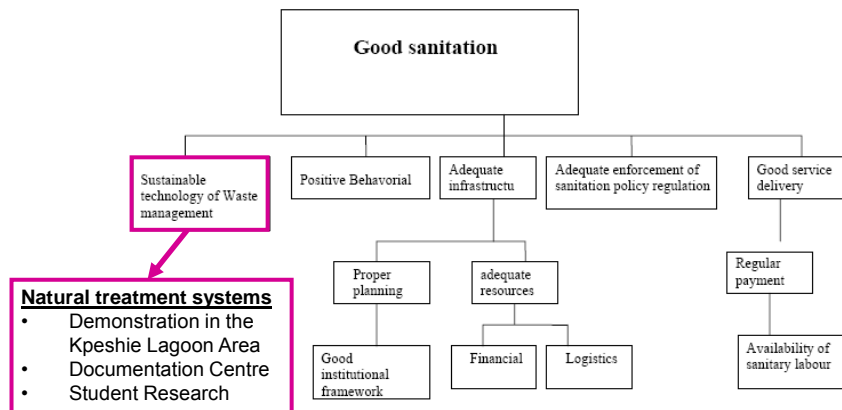 Good sanitation
Sustainable
technology of Waste
management
Positive Behavorial
Adequate
infrastructu
Adequate enforcement of
sanitation policy regulation
Good service
delivery
Natural treatment systems
• Demonstration in the
Kpeshie Lagoon Area
• Documentation Centre
• Student Research
Proper
planning
adequate
resources
Regular
payment
Good
institutional
framework
Financial
Logistics
Availability of
sanitary labour